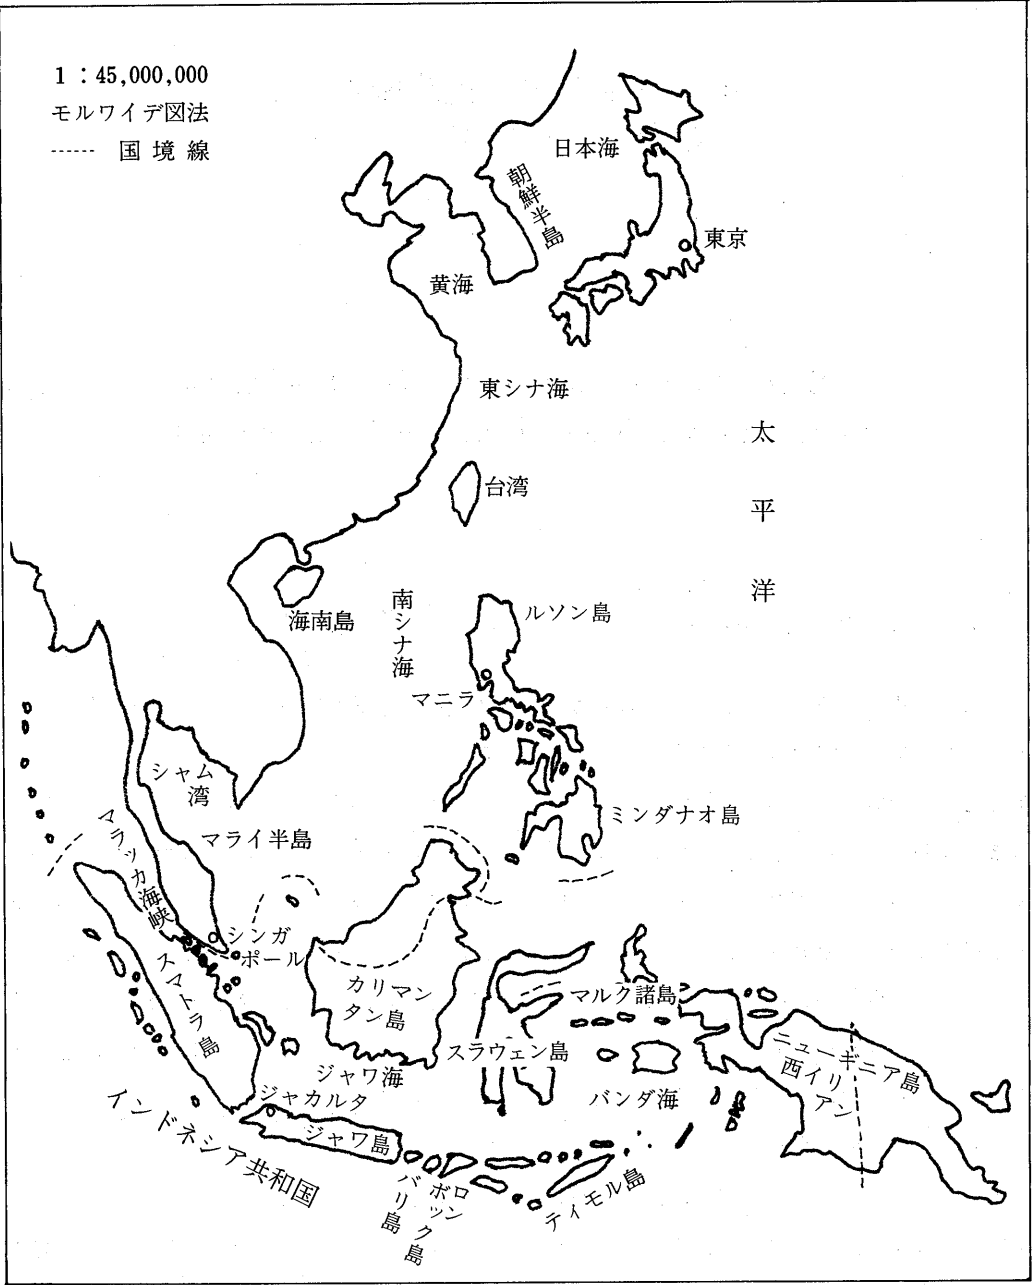 1：45,000,000
モルワイデ図法
------ 国境線
日本海
朝鮮半島
東京
黄海
東シナ海
太平洋
台湾
海南島
南シナ海
ルソン島
マニラ
シャム
湾
マライ半島
ミンダナオ島
マラッカ海峡
シンガ
ポール
スマトラ島
カリマン
タン島
マルク諸島
スラウェン島
ニューギニア島
西イリ
アン
ジャワ海
バンダ海
ジャカルタ
ジャワ島
インドネシア共和国
バリ島
ロンボック島
ティモル島